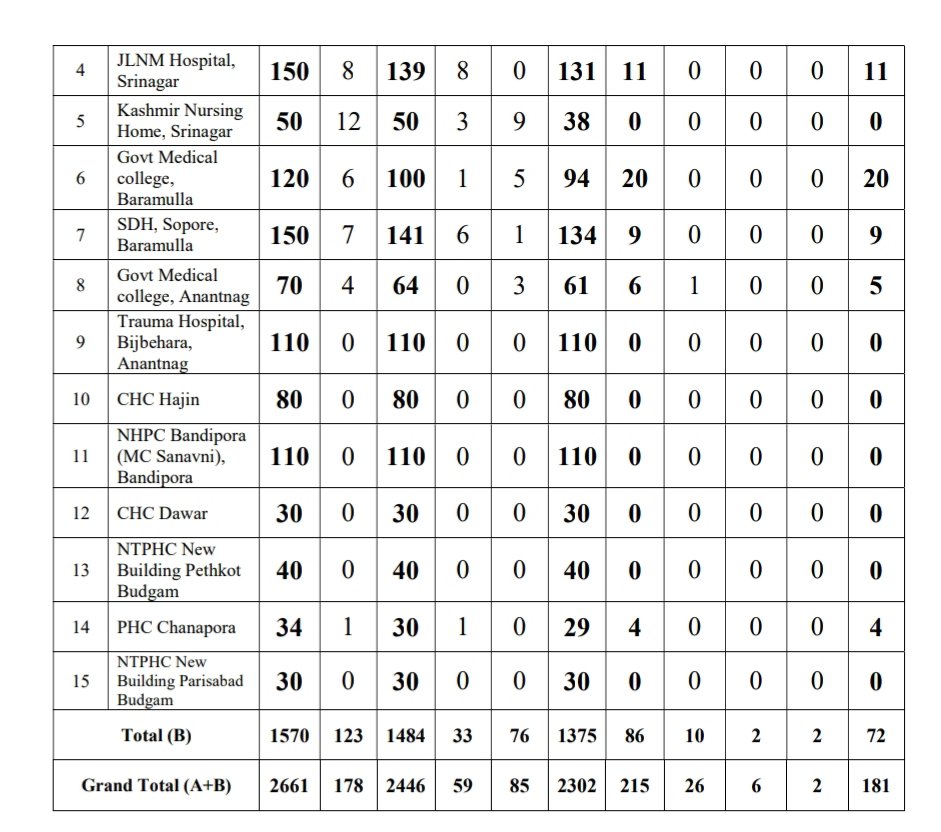 4 JLNM Hospital, Srinagar 150 8 139 8 0 131 11 0 0 0 11
5 Kashmir Nursing Home, Srinagar 50 12 50 3 9 38 0 0 0 0 0
6 Govt Medical college, Baramulla 120 6 100 1 5 94 20 0 0 0 20
7 SDH, Sopore, Baramulla 150 7 141 6 1 134 9 0 0 0 9
8 Govt Medical college, Anantnag 70 4 64 0 3 61 6 1 0 0 5
9 Trauma Hospital, Bijbehara, Anantnag 110 0 110 0 0 110 0 0 0 0 0
10 CHC Hajin 80 0 80 0 0 80 0 0 0 0 0
11 NHPC Bandipora (MC Sanavni), Bandipora 110 0 110 0 0 110 0 0 0 0 0
12 CHC Dawar 30 0 30 0 0 30 0 0 0 0 0
13 NTPHC New Building Pethkot Budgam 40 0 40 0 0 40 0 0 0 0 0
14 PHC Chanapora 34 1 30 1 0 29 4 0 0 0 4
15 NTPHC New Building Parisabad Budgam 30 0 30 0 0 30 0 0 0 0 0
Total (B) 1570 123 1484 33 76 1375 86 10 2 2 72
Grand Total (A+B) 2661 178 2446 59 85 2302 215 26 6 2 181